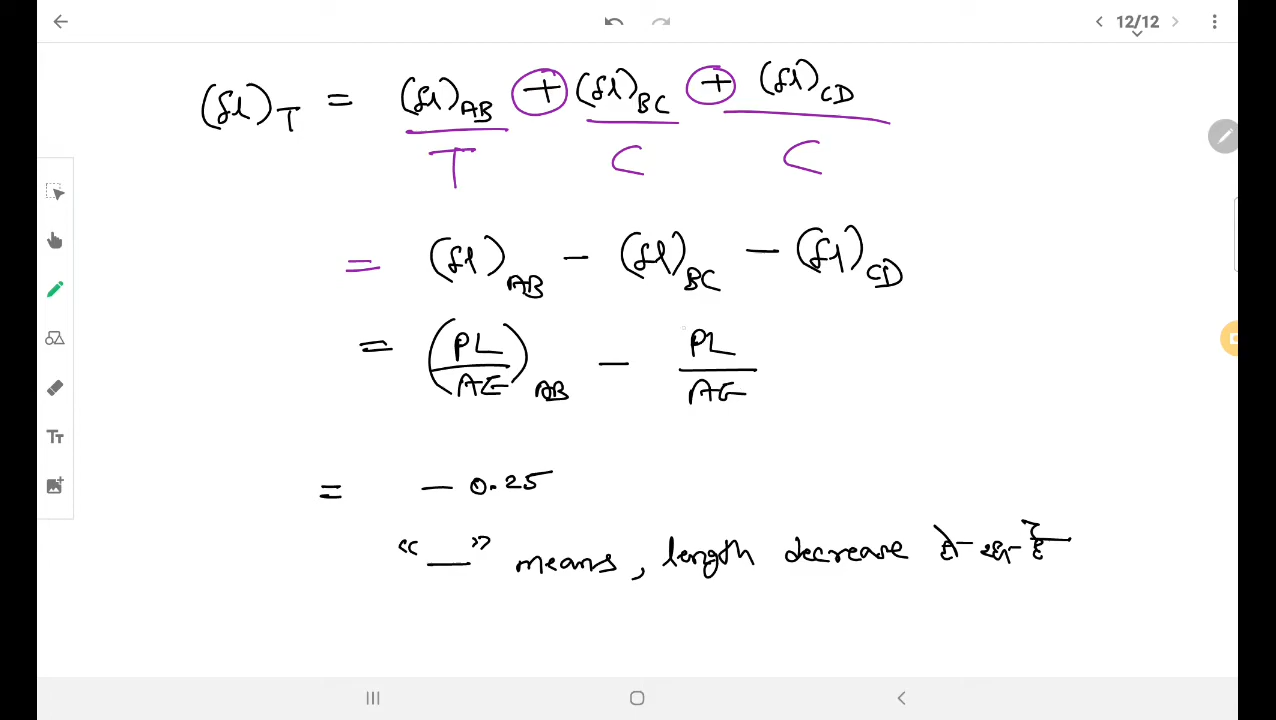 12/12
(δl)T = (δl)AB + (δl)BC + (δl)CD
T C C
= (δl)AB - (δl)BC - (δl)CD
= (PL/AE)AB - PL/AE
Tт
= - 0.25
"—" means, length decrease